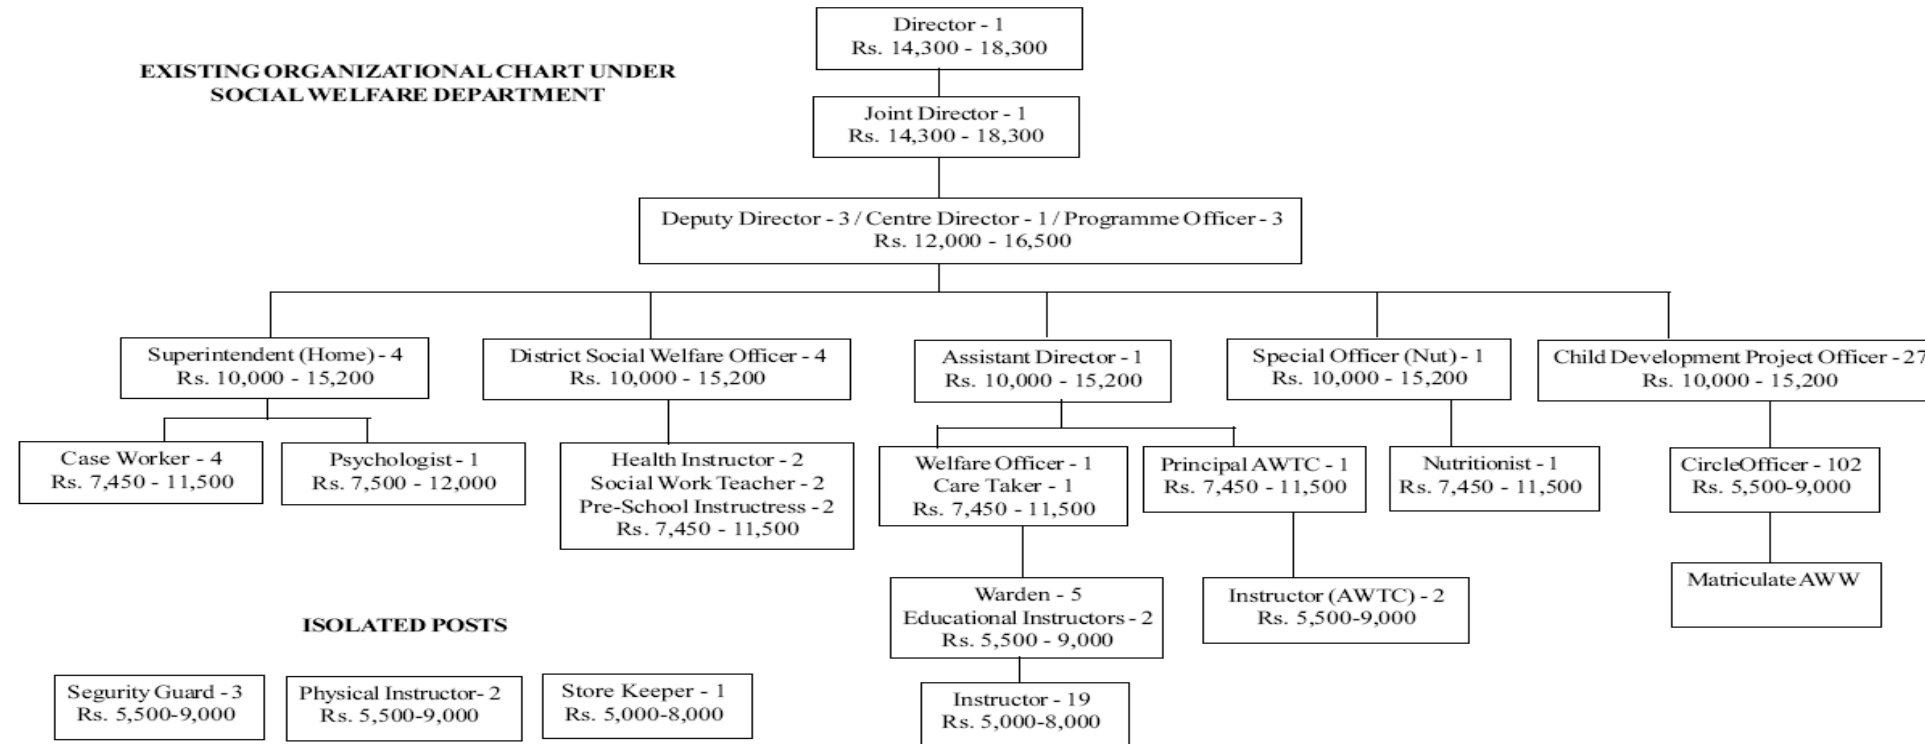 Director - 1
Rs. 14,300 - 18,300
EXISTING ORGANIZATIONAL CHART UNDER
SOCIAL WELFARE DEPARTMENT
Joint Director - 1
Rs. 14,300 - 18,300
Deputy Director - 3 / Centre Director - 1 / Programme Officer - 3
Rs. 12,000 - 16,500
Superintendent (Home) - 4
Rs. 10,000 - 15,200
District Social Welfare Officer - 4
Rs. 10,000 - 15,200
Assistant Director - 1
Rs. 10,000 - 15,200
Special Officer (Nut) - 1
Rs. 10,000 - 15,200
Child Development Project Officer - 27
Rs. 10,000 - 15,200
Case Worker - 4
Rs. 7,450 - 11,500
Psychologist - 1
Rs. 7,500 - 12,000
Health Instructor - 2
Social Work Teacher - 2
Pre-School Instructress - 2
Rs. 7,450 - 11,500
Welfare Officer - 1
Care Taker - 1
Rs. 7,450 - 11,500
Principal AWTC - 1
Rs. 7,450 - 11,500
Nutritionist - 1
Rs. 7,450 - 11,500
CircleOfficer - 102
Rs. 5,500-9,000
Warden - 5
Educational Instructors - 2
Rs. 5,500 - 9,000
Instructor (AWTC) - 2
Rs. 5,500-9,000
Matriculate AWW
ISOLATED POSTS
Segurity Guard - 3
Rs. 5,500-9,000
Physical Instructor- 2
Rs. 5,500-9,000
Store Keeper - 1
Rs. 5,000-8,000
Instructor - 19
Rs. 5,000-8,000